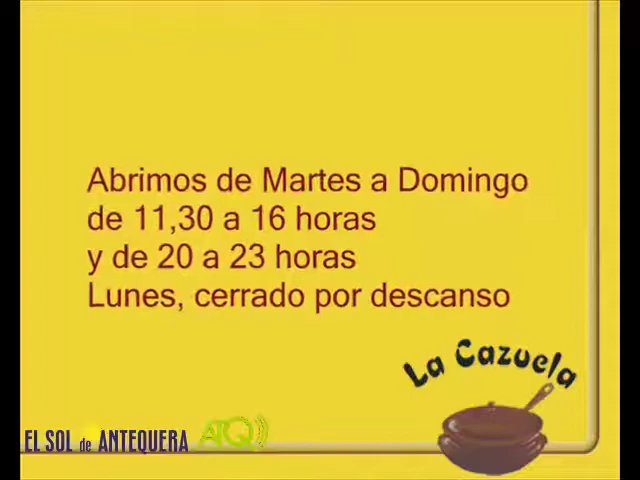 Abrimos de Martes a Domingo
de 11,30 a 16 horas
y de 20 a 23 horas
Lunes, cerrado por descanso
La Cazuela
EL SOL de ANTEQUERA ATQ